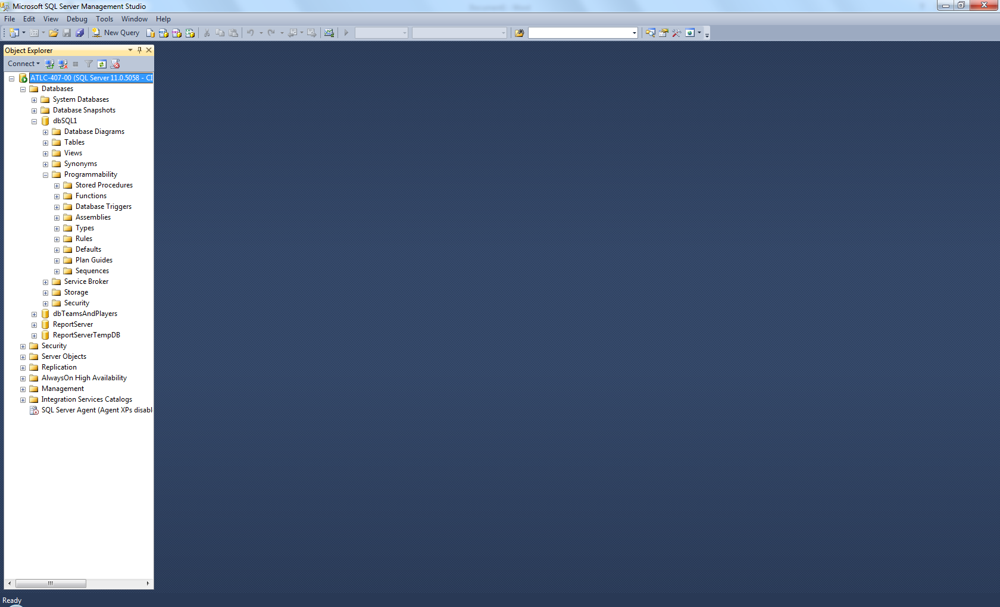 Microsoft SQL Server Management Studio
File Edit View Debug Tools Window Help
New Query
Object Explorer
Connect
ATLC-407-00 (SQL Server 11.0.5058 - CI
Databases
System Databases
Database Snapshots
dbSQL1
Database Diagrams
Tables
Views
Synonyms
Programmability
Stored Procedures
Functions
Database Triggers
Assemblies
Types
Rules
Defaults
Plan Guides
Sequences
Service Broker
Storage
Security
dbTeamsAndPlayers
ReportServer
ReportServerTempDB
Security
Server Objects
Replication
AlwaysOn High Availability
Management
Integration Services Catalogs
SQL Server Agent (Agent XPs disabl
Ready